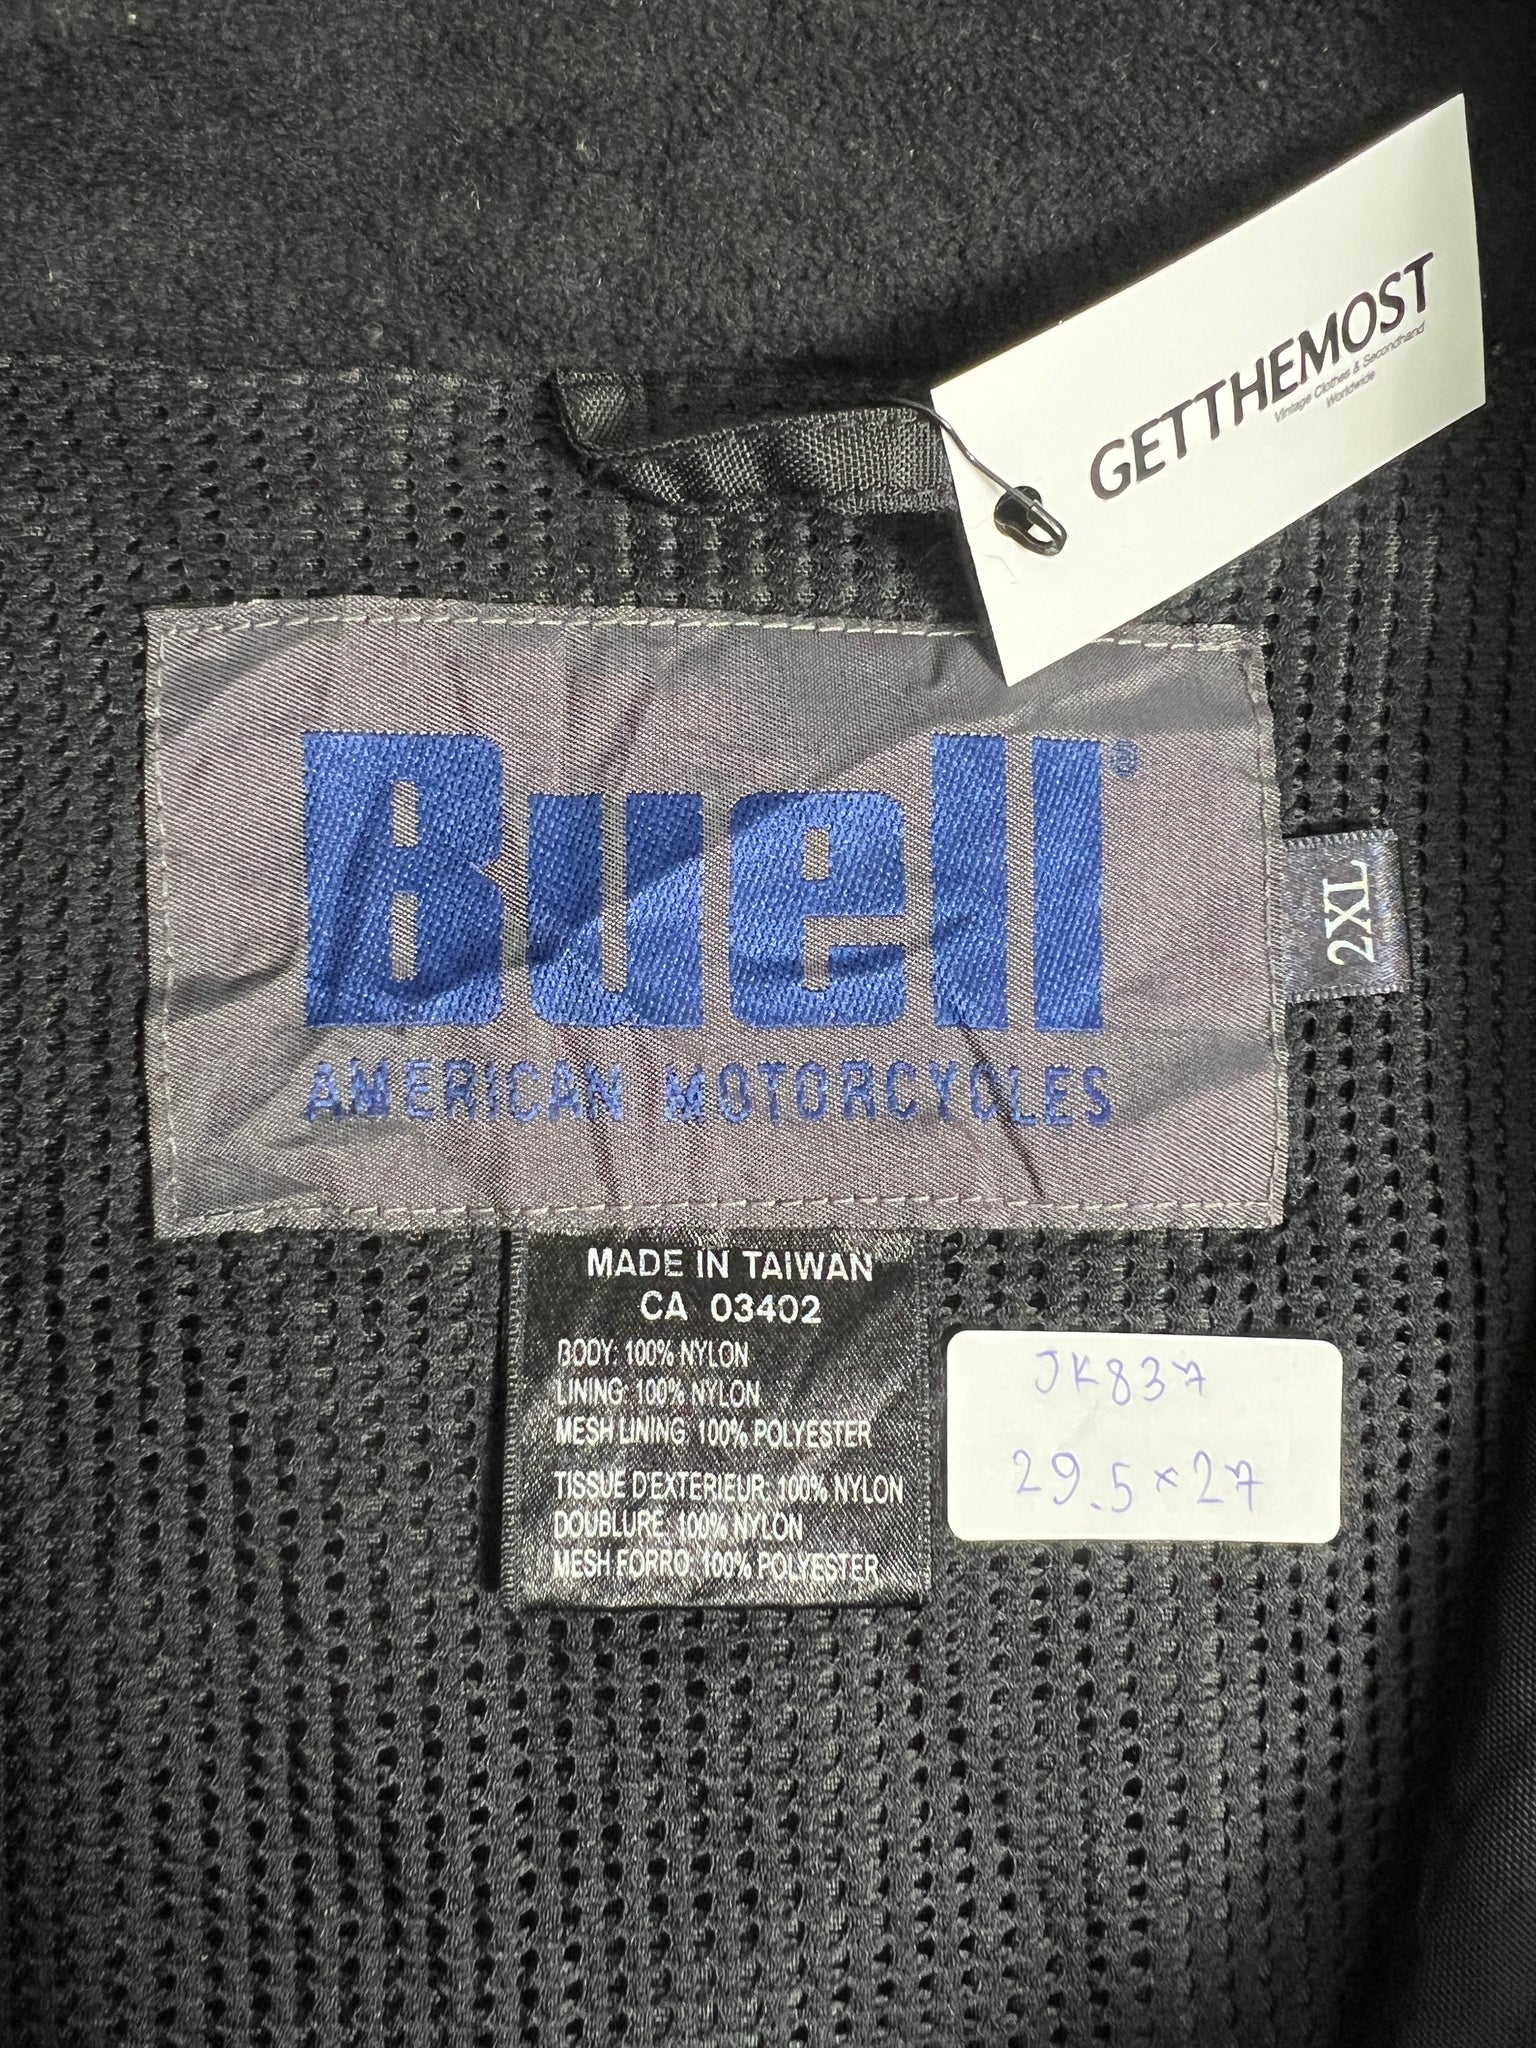 GETTHEMOST
Vintage Clothes & Secondhand
Worldwide
Buell®
AMERICAN MOTORCYCLES
2XL
MADE IN TAIWAN
CA 03402
BODY: 100% NYLON
LINING: 100% NYLON
MESH LINING: 100% POLYESTER
TISSUE D'EXTERIEUR: 100% NYLON
DOUBLURE: 100% NYLON
MESH FORRO: 100% POLYESTER
JK837
29.5×27